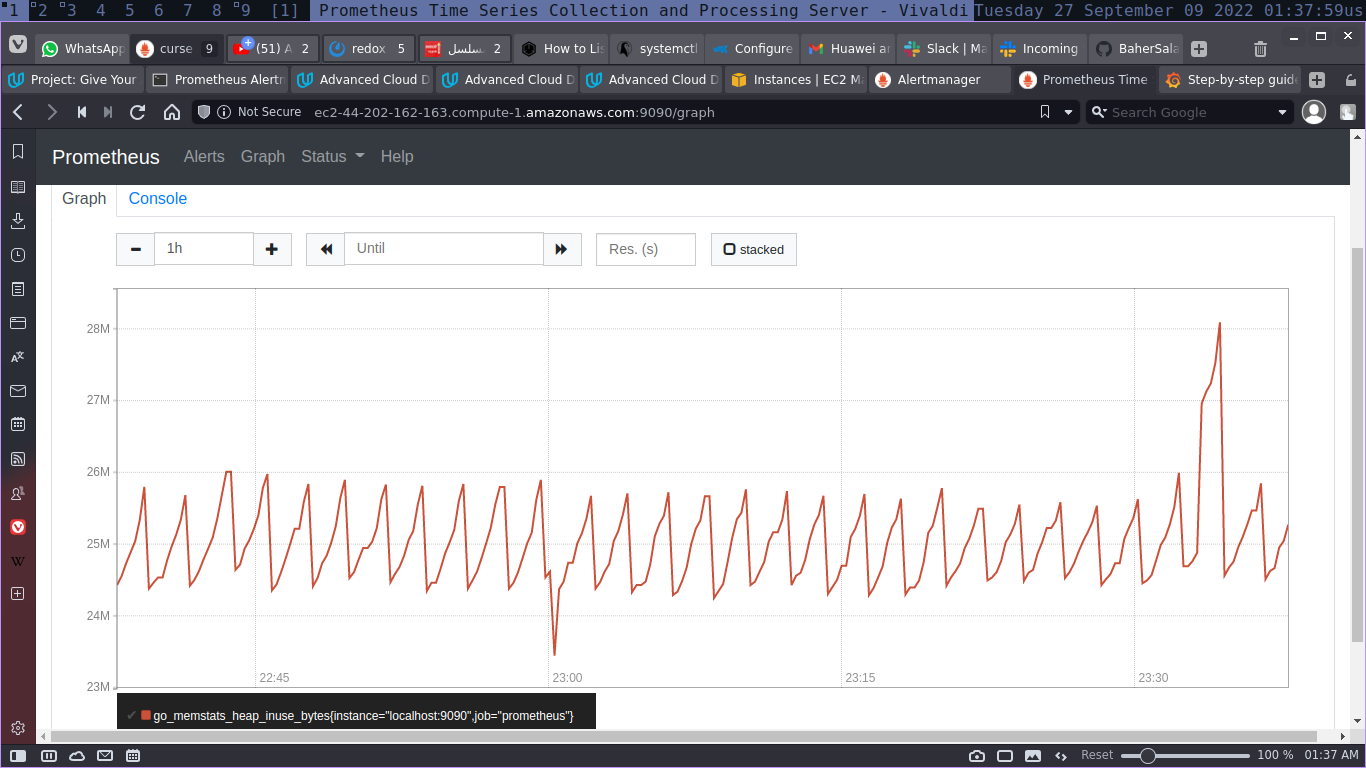 1 2 3 4 5 6 7 8 9 [1] Prometheus Time Series Collection and Processing Server - Vivaldi Tuesday 27 September 09 2022 01:37:59us
WhatsApp curse 9 (51) A 2 redox 5 سلسل 2 How to Lis systemctl Configure Huawei an Slack | Ma Incoming BaherSala
Project: Give Your Prometheus Alertm Advanced Cloud D Advanced Cloud D Advanced Cloud D Instances | EC2 M Alertmanager Prometheus Time Step-by-step guide
Not Secure ec2-44-202-162-163.compute-1.amazonaws.com:9090/graph Search Google
Prometheus Alerts Graph Status Help
Graph Console
1h Until Res. (s) stacked
28M
27M
26M
25M
24M
23M
22:45 23:00 23:15 23:30
go_memstats_heap_inuse_bytes{instance="localhost:9090",job="prometheus"}
Reset 100 % 01:37 AM